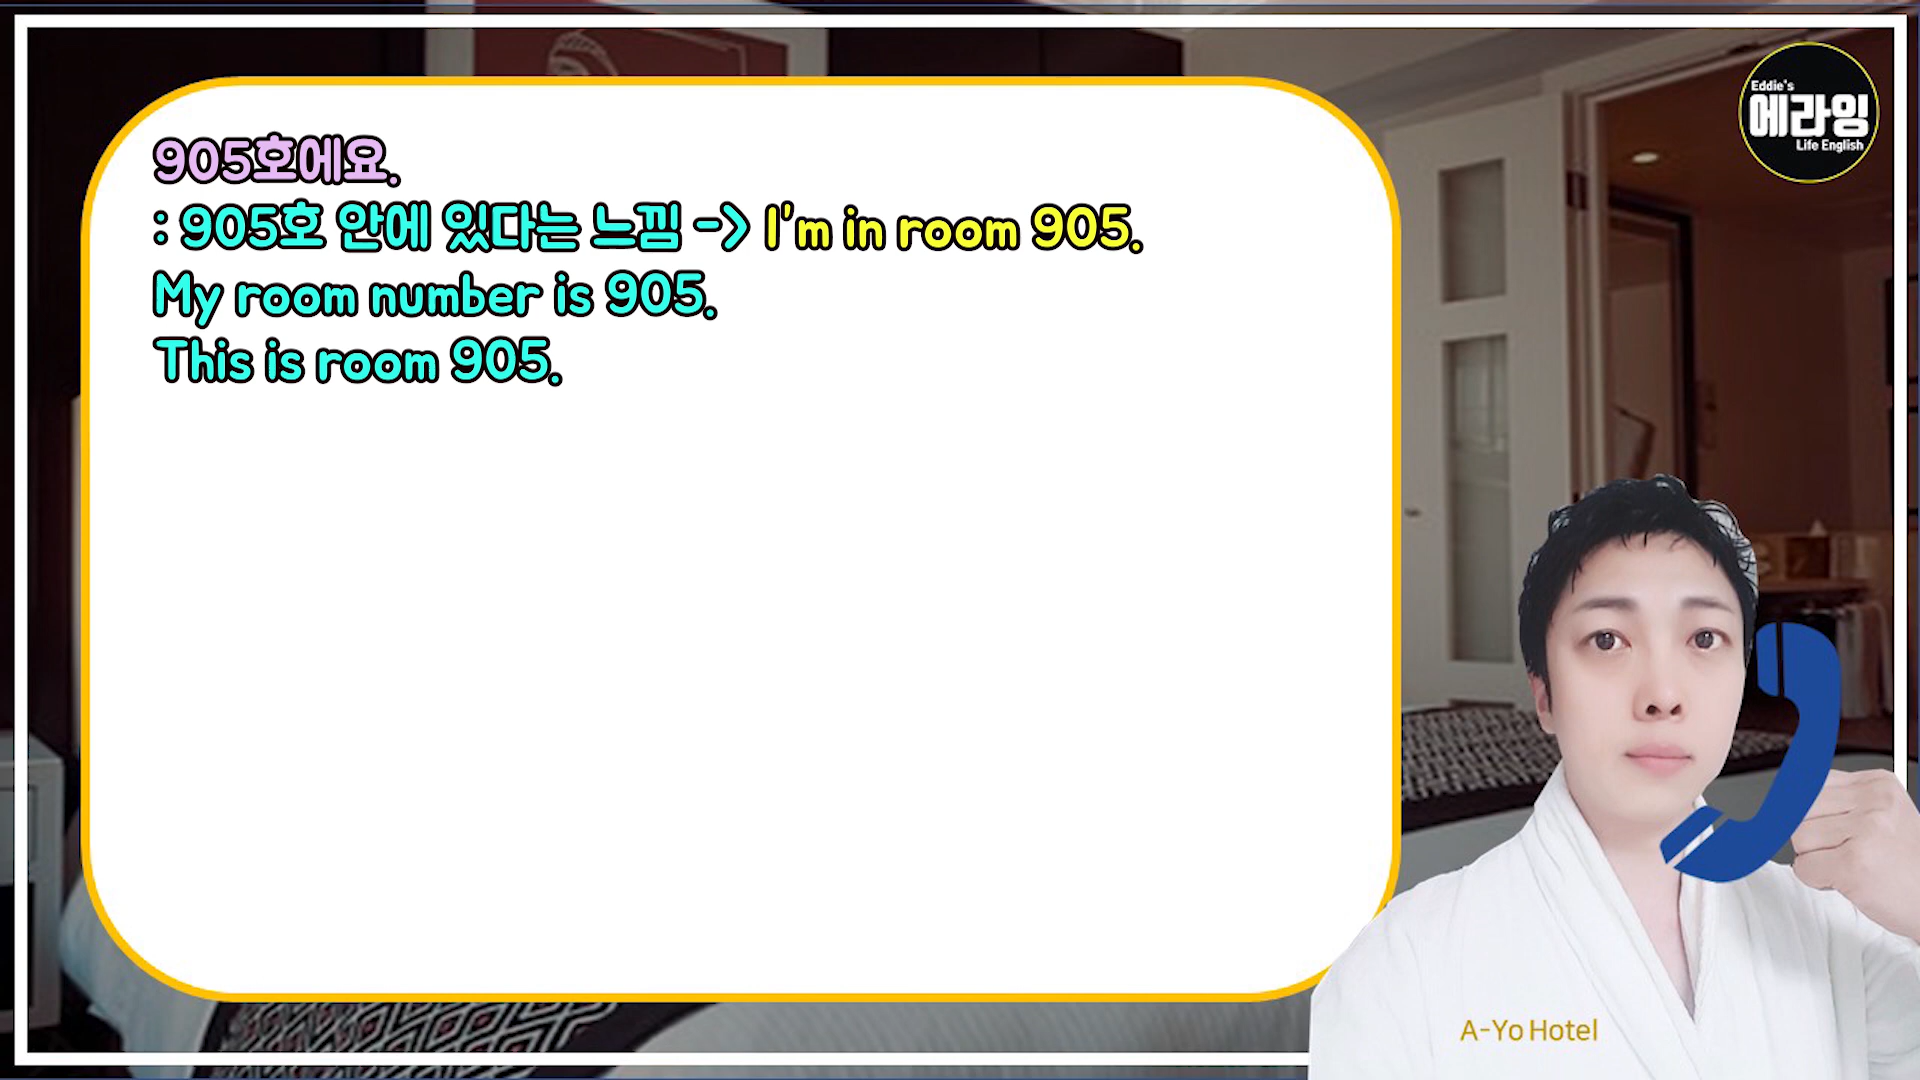 905호에요.
: 905호 안에 있다는 느낌 -> I'm in room 905.
My room number is 905.
This is room 905.
Eddie's
에라잉
Life English
A-Yo Hotel